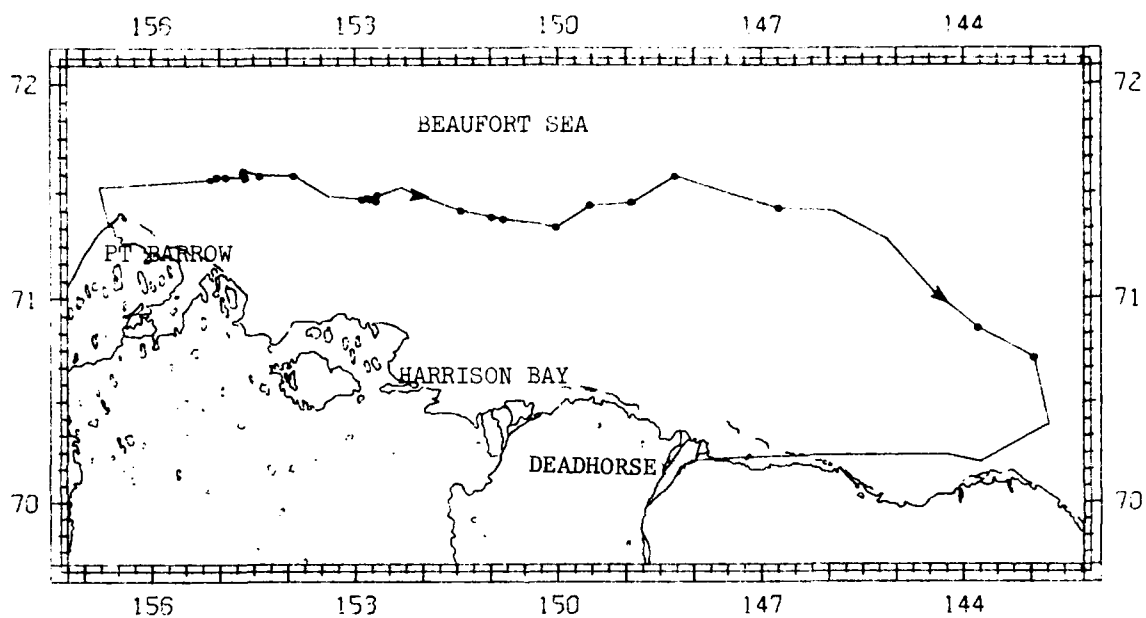 156 153 150 147 144
72 72
BEAUFORT SEA
PT BARROW
71 71
HARRISON BAY
DEADHORSE
70 70
156 153 150 147 144